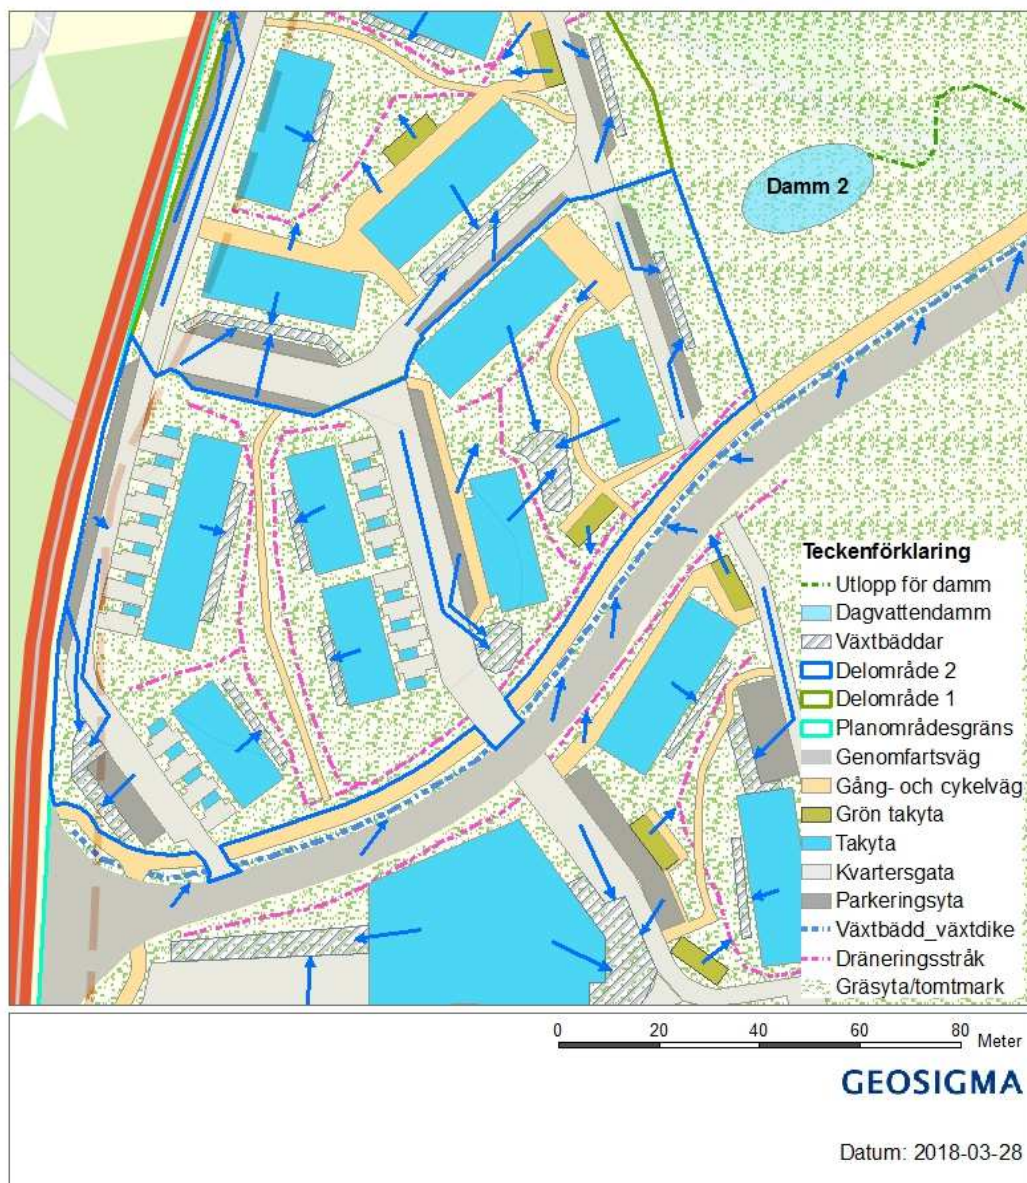 N
Damm 2
Teckenförklaring
Utlopp för damm
Dagvattendamm
Växtbäddar
Delområde 2
Delområde 1
Planområdesgräns
Genomfartsväg
Gång- och cykelväg
Grön takyta
Takyta
Kvartersgata
Parkeringsyta
Växtbädd_växtdike
Dräneringsstråk
Gräsyta/tomtmark
0 20 40 60 80 Meter
GEOSIGMA
Datum: 2018-03-28